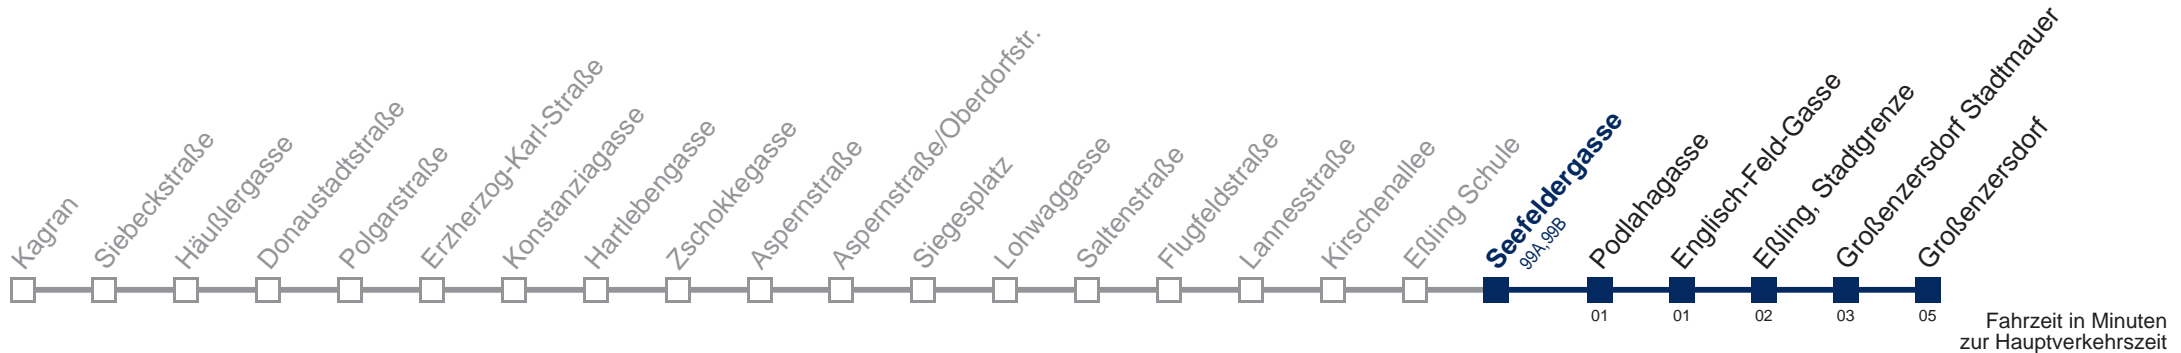 Kagran
Siebeckstraße
Häußlergasse
Donaustadtstraße
Polgarstraße
Erzherzog-Karl-Straße
Konstanziagasse
Hartlebengasse
Zschokkegasse
Aspernstraße
Aspernstraße/Oberdorfstr.
Siegesplatz
Lohwaggasse
Saltenstraße
Flugfeldstraße
Lannesstraße
Kirschenallee
Eßling Schule
Seefeldergasse
99A,99B
Podlahagasse
Englisch-Feld-Gasse
Eßling, Stadtgrenze
Großenzersdorf Stadtmauer
Großenzersdorf
01 01 02 03 05
Fahrzeit in Minuten
zur Hauptverkehrszeit